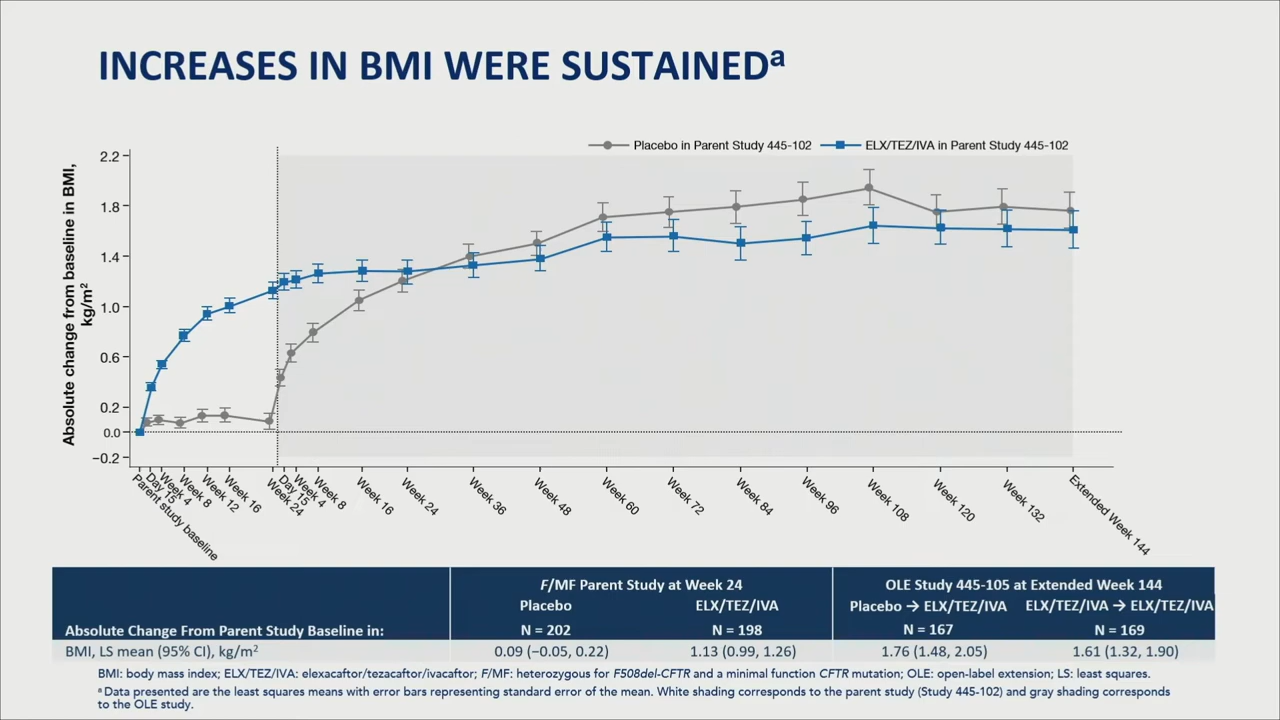 INCREASES IN BMI WERE SUSTAINEDᵃ
Placebo in Parent Study 445-102
ELX/TEZ/IVA in Parent Study 445-102
Absolute change from baseline in BMI,
kg/m²
2.2
1.8
1.4
1.0
0.6
0.2
0.0
−0.2
Parent study baseline
Day 15
Week 4
Week 8
Week 12
Week 16
Week 24
Day 15
Week 4
Week 8
Week 16
Week 24
Week 36
Week 48
Week 60
Week 72
Week 84
Week 96
Week 108
Week 120
Week 132
Extended Week 144
F/MF Parent Study at Week 24
OLE Study 445-105 at Extended Week 144
Placebo
ELX/TEZ/IVA
Placebo → ELX/TEZ/IVA
ELX/TEZ/IVA → ELX/TEZ/IVA
Absolute Change From Parent Study Baseline in:
N = 202
N = 198
N = 167
N = 169
BMI, LS mean (95% CI), kg/m²
0.09 (−0.05, 0.22)
1.13 (0.99, 1.26)
1.76 (1.48, 2.05)
1.61 (1.32, 1.90)
BMI: body mass index; ELX/TEZ/IVA: elexacaftor/tezacaftor/ivacaftor; F/MF: heterozygous for F508del-CFTR and a minimal function CFTR mutation; OLE: open-label extension; LS: least squares.
ᵃ Data presented are the least squares means with error bars representing standard error of the mean. White shading corresponds to the parent study (Study 445-102) and gray shading corresponds
to the OLE study.